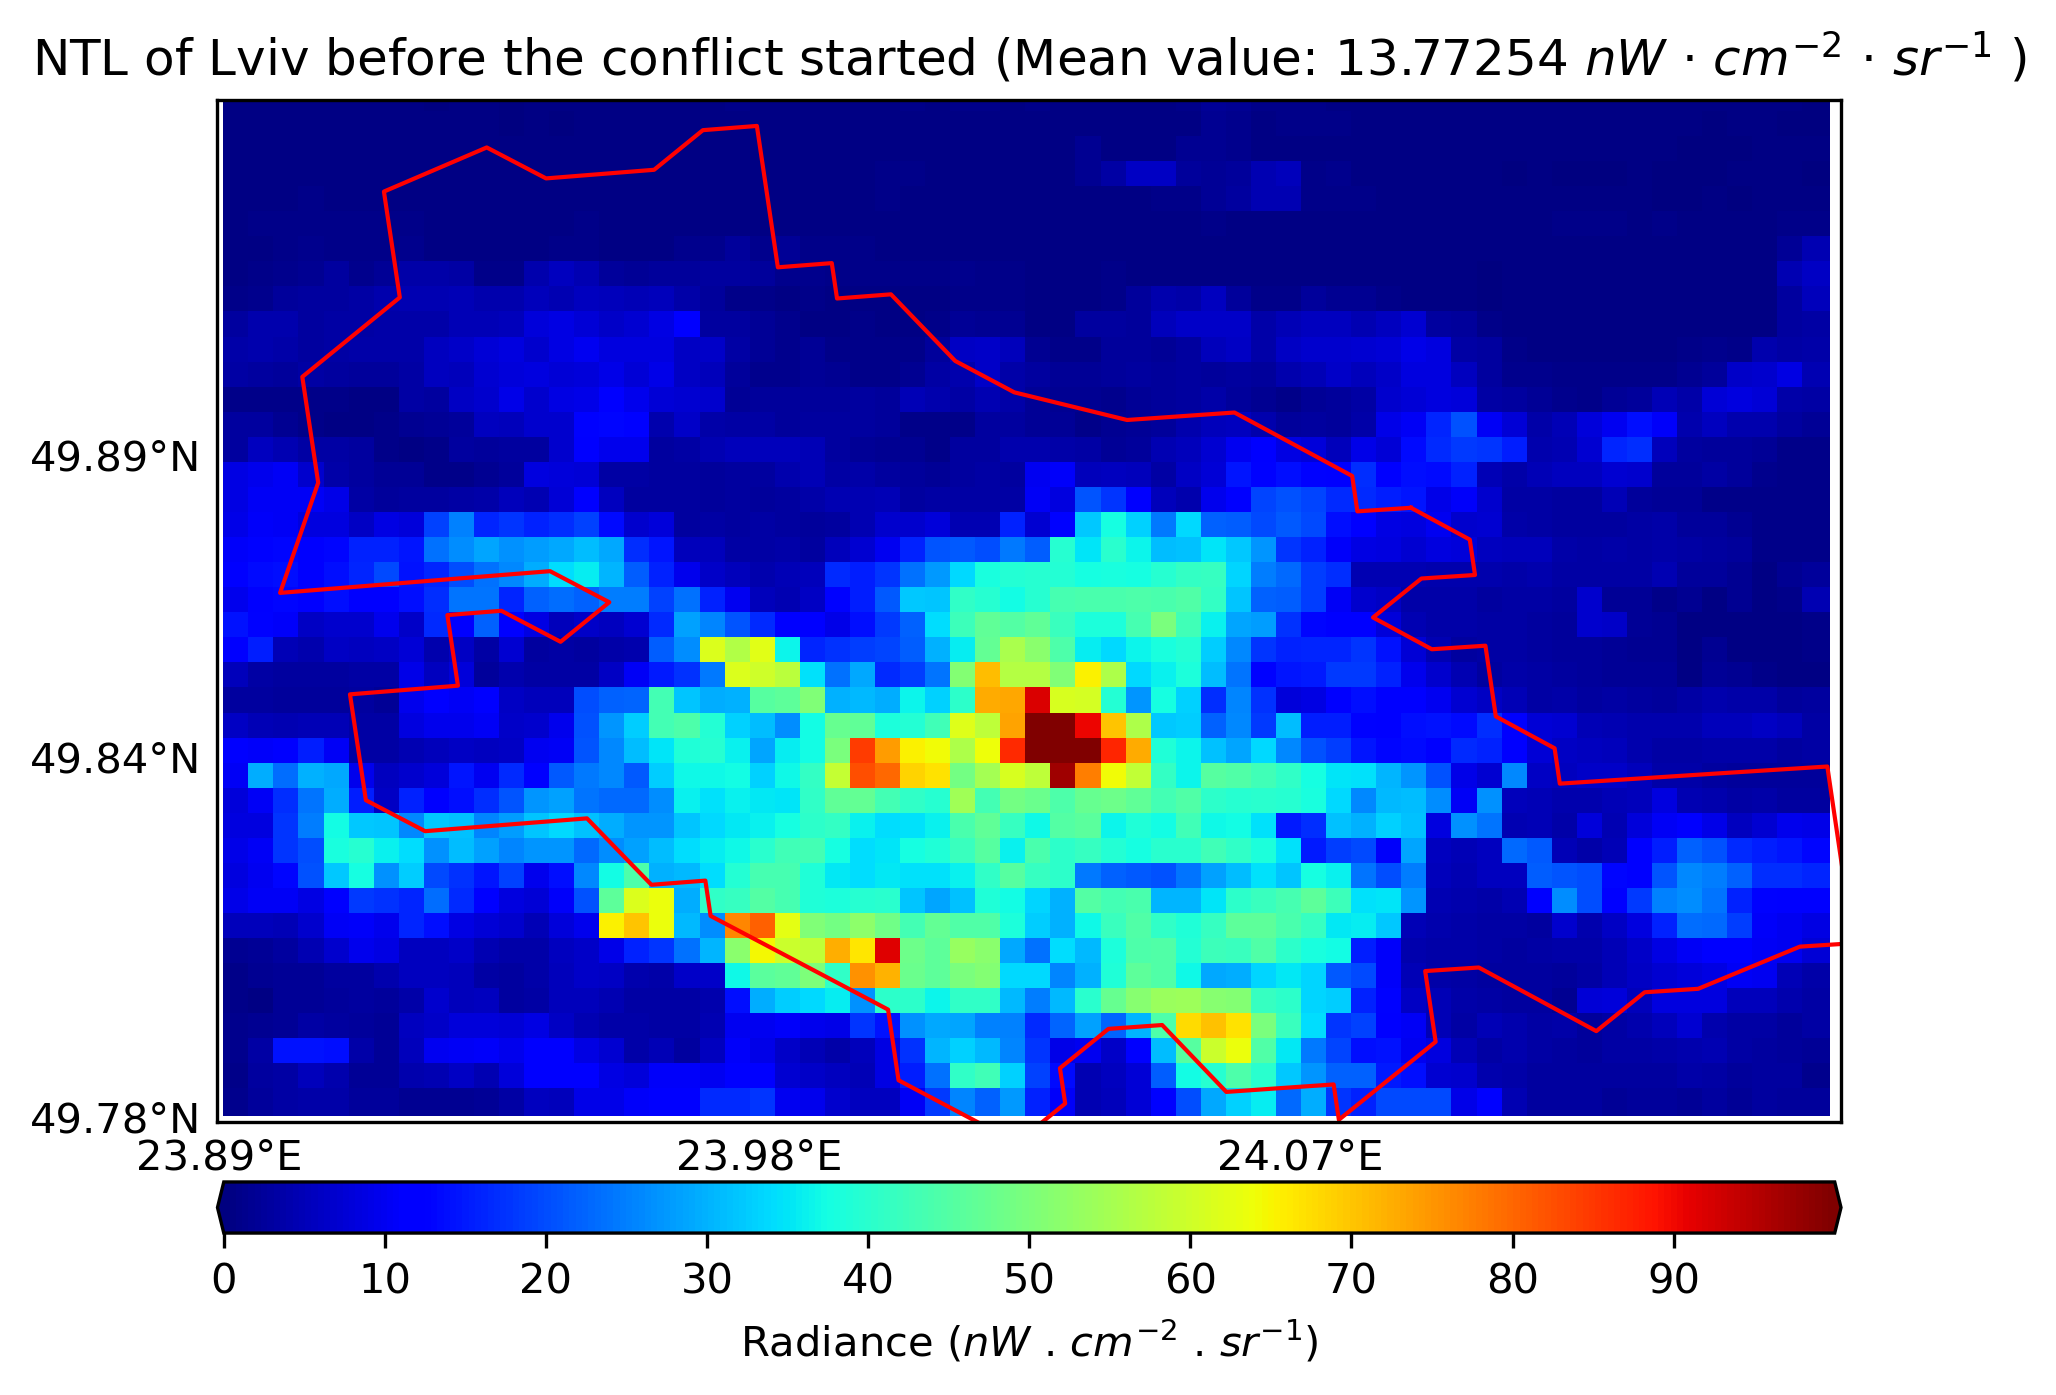 NTL of Lviv before the conflict started (Mean value: 13.77254 nW · cm⁻² · sr⁻¹ )
49.89°N
49.84°N
49.78°N
23.89°E 23.98°E 24.07°E
0 10 20 30 40 50 60 70 80 90
Radiance (nW . cm⁻² . sr⁻¹)